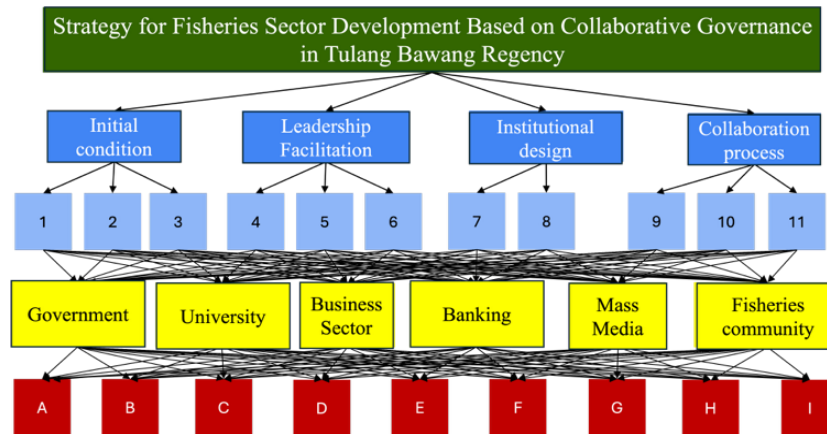 Strategy for Fisheries Sector Development Based on Collaborative Governance
in Tulang Bawang Regency
Initial
condition
Leadership
Facilitation
Institutional
design
Collaboration
process
1
2
3
4
5
6
7
8
9
10
11
Government
University
Business
Sector
Banking
Mass
Media
Fisheries
community
A
B
C
D
E
F
G
H
I